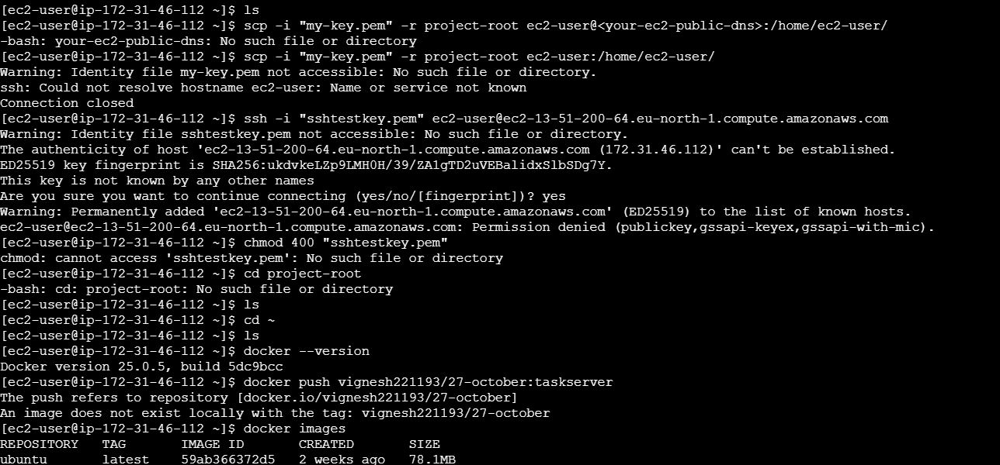 [ec2-user@ip-172-31-46-112 ~]$ ls
[ec2-user@ip-172-31-46-112 ~]$ scp -i "my-key.pem" -r project-root ec2-user@<your-ec2-public-dns>:/home/ec2-user/
-bash: your-ec2-public-dns: No such file or directory
[ec2-user@ip-172-31-46-112 ~]$ scp -i "my-key.pem" -r project-root ec2-user:/home/ec2-user/
Warning: Identity file my-key.pem not accessible: No such file or directory.
ssh: Could not resolve hostname ec2-user: Name or service not known
Connection closed
[ec2-user@ip-172-31-46-112 ~]$ ssh -i "sshtestkey.pem" ec2-user@ec2-13-51-200-64.eu-north-1.compute.amazonaws.com
Warning: Identity file sshtestkey.pem not accessible: No such file or directory.
The authenticity of host 'ec2-13-51-200-64.eu-north-1.compute.amazonaws.com (172.31.46.112)' can't be established.
ED25519 key fingerprint is SHA256:ukdvkeLZp9LMH0H/39/ZA1gTD2uVEBalidxSlbSDg7Y.
This key is not known by any other names
Are you sure you want to continue connecting (yes/no/[fingerprint])? yes
Warning: Permanently added 'ec2-13-51-200-64.eu-north-1.compute.amazonaws.com' (ED25519) to the list of known hosts.
ec2-user@ec2-13-51-200-64.eu-north-1.compute.amazonaws.com: Permission denied (publickey,gssapi-keyex,gssapi-with-mic).
[ec2-user@ip-172-31-46-112 ~]$ chmod 400 "sshtestkey.pem"
chmod: cannot access 'sshtestkey.pem': No such file or directory
[ec2-user@ip-172-31-46-112 ~]$ cd project-root
-bash: cd: project-root: No such file or directory
[ec2-user@ip-172-31-46-112 ~]$ ls
[ec2-user@ip-172-31-46-112 ~]$ cd ~
[ec2-user@ip-172-31-46-112 ~]$ ls
[ec2-user@ip-172-31-46-112 ~]$ docker --version
Docker version 25.0.5, build 5dc9bcc
[ec2-user@ip-172-31-46-112 ~]$ docker push vignesh221193/27-october:taskserver
The push refers to repository [docker.io/vignesh221193/27-october]
An image does not exist locally with the tag: vignesh221193/27-october
[ec2-user@ip-172-31-46-112 ~]$ docker images
REPOSITORY TAG IMAGE ID CREATED SIZE
ubuntu latest 59ab366372d5 2 weeks ago 78.1MB